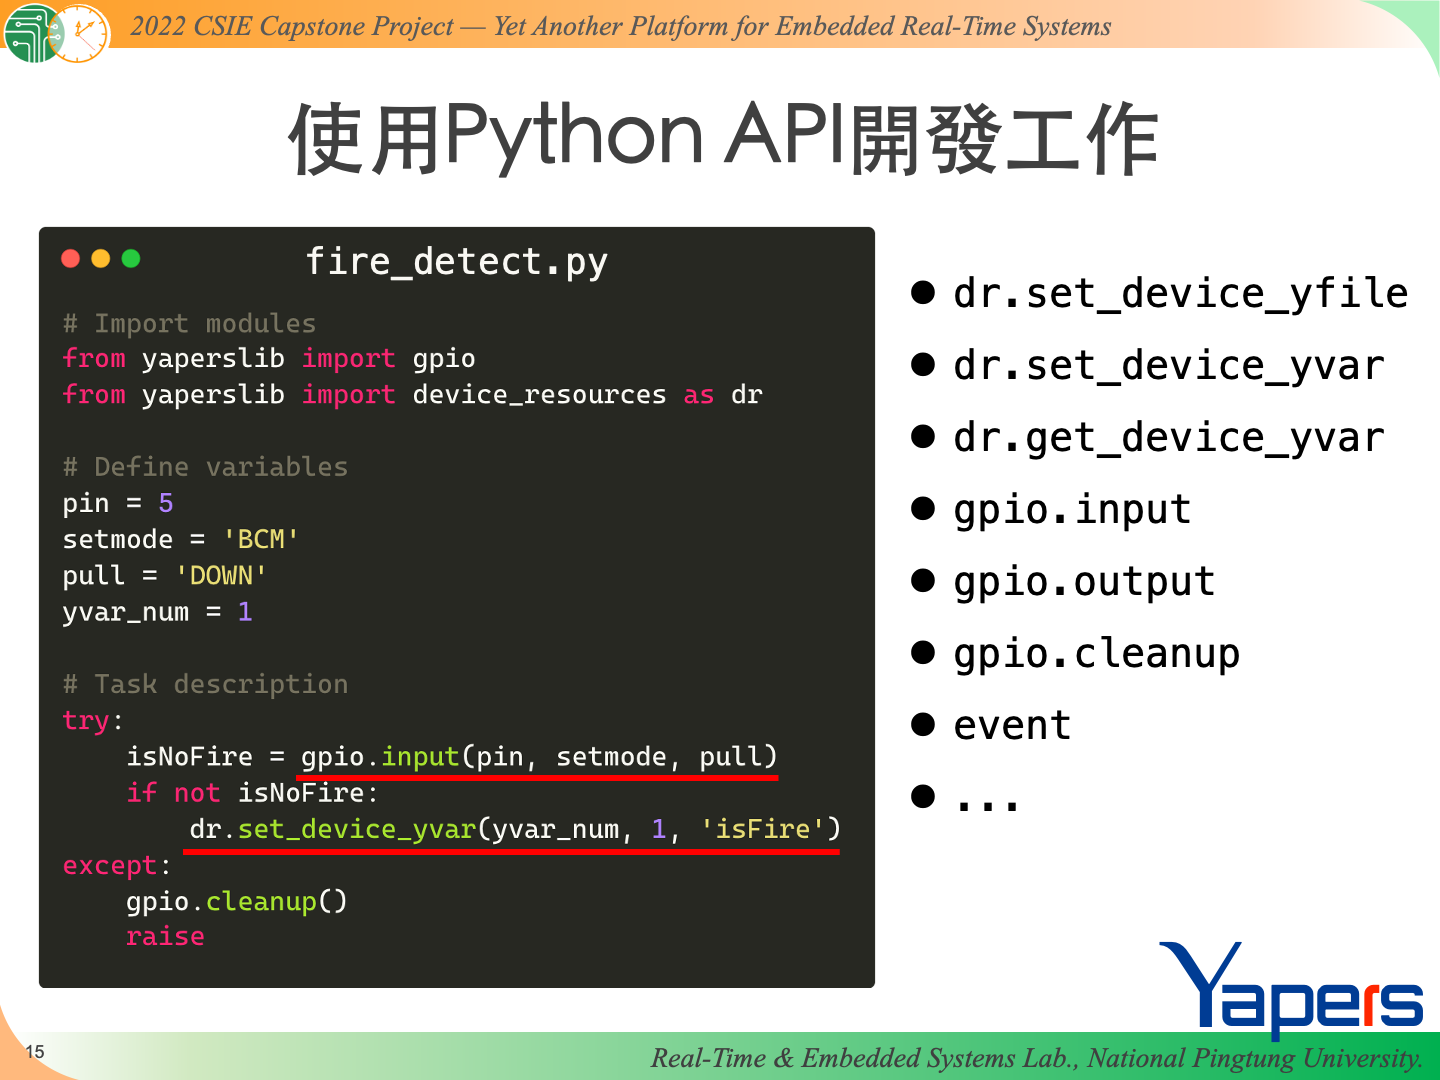 2022 CSIE Capstone Project — Yet Another Platform for Embedded Real-Time Systems
使用Python API開發工作
fire_detect.py
# Import modules
from yaperslib import gpio
from yaperslib import device_resources as dr
# Define variables
pin = 5
setmode = 'BCM'
pull = 'DOWN'
yvar_num = 1
# Task description
try:
    isNoFire = gpio.input(pin, setmode, pull)
    if not isNoFire:
        dr.set_device_yvar(yvar_num, 1, 'isFire')
except:
    gpio.cleanup()
    raise
● dr.set_device_yfile
● dr.set_device_yvar
● dr.get_device_yvar
● gpio.input
● gpio.output
● gpio.cleanup
● event
● ...
Yapers
15
Real-Time & Embedded Systems Lab., National Pingtung University.